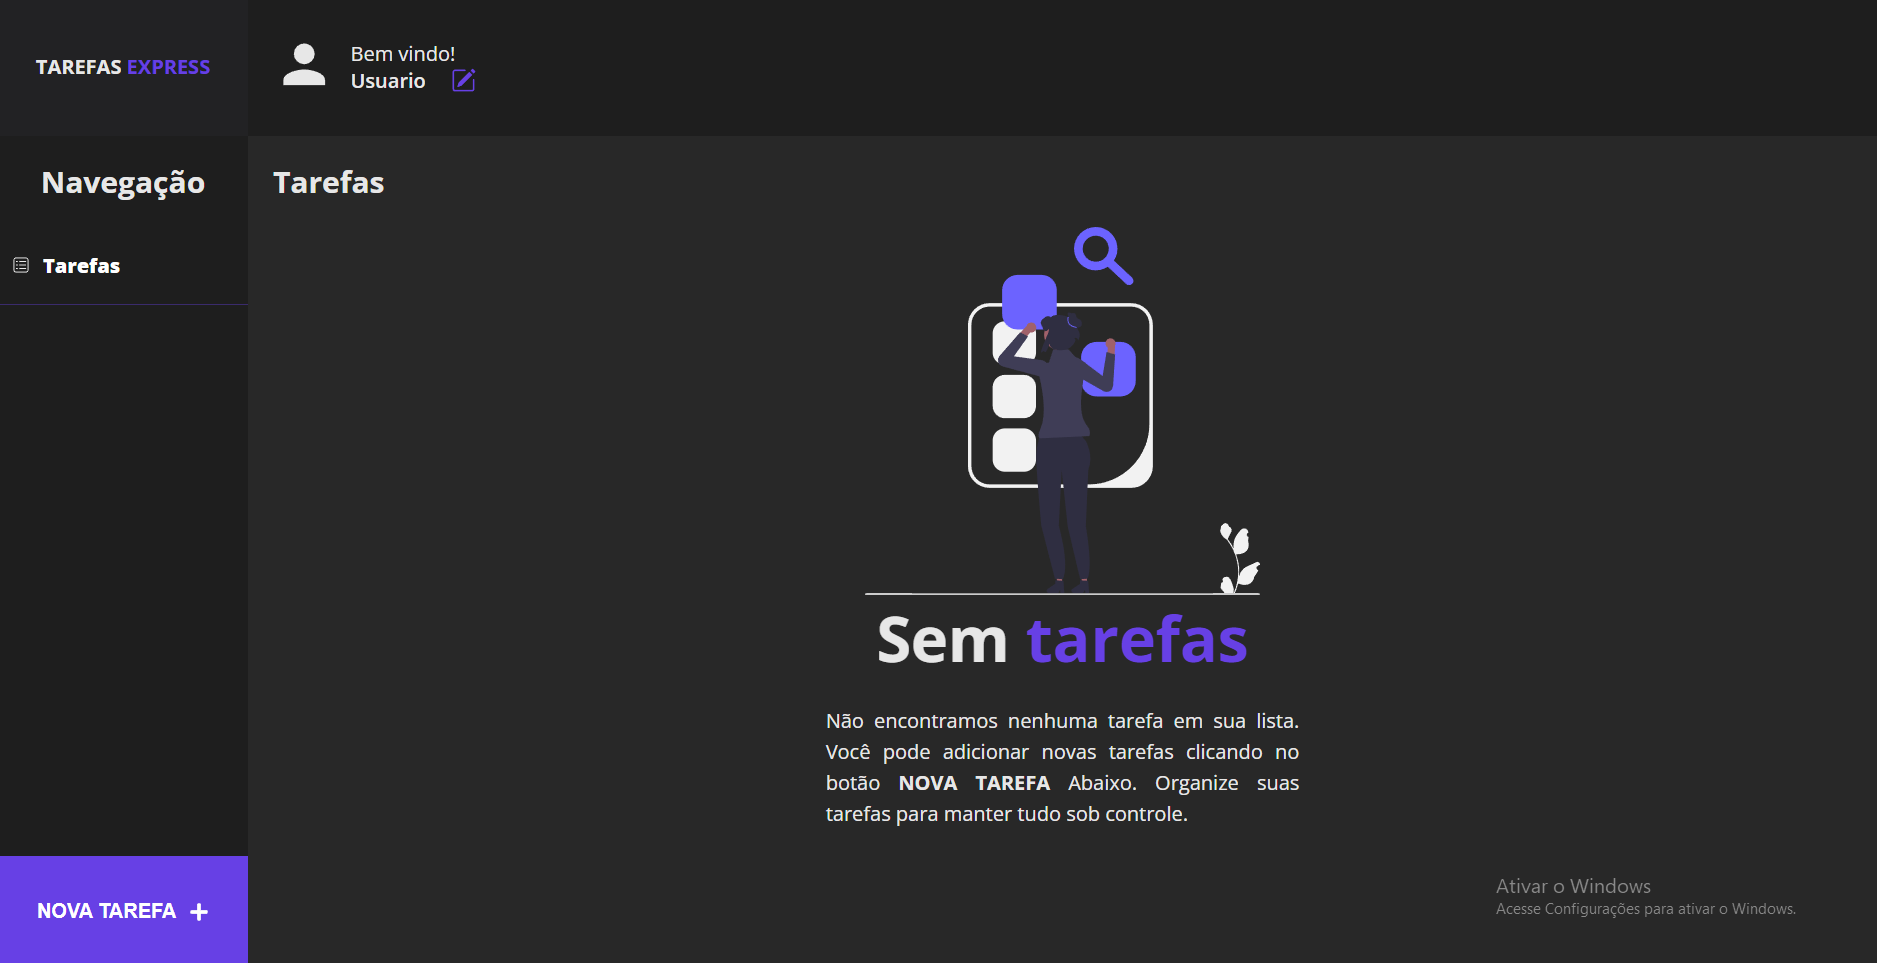 TAREFAS EXPRESS
Bem vindo!
Usuario
Navegação
Tarefas
Tarefas
Sem tarefas
Não encontramos nenhuma tarefa em sua lista.
Você pode adicionar novas tarefas clicando no
botão NOVA TAREFA Abaixo. Organize suas
tarefas para manter tudo sob controle.
NOVA TAREFA +
Ativar o Windows
Acesse Configurações para ativar o Windows.